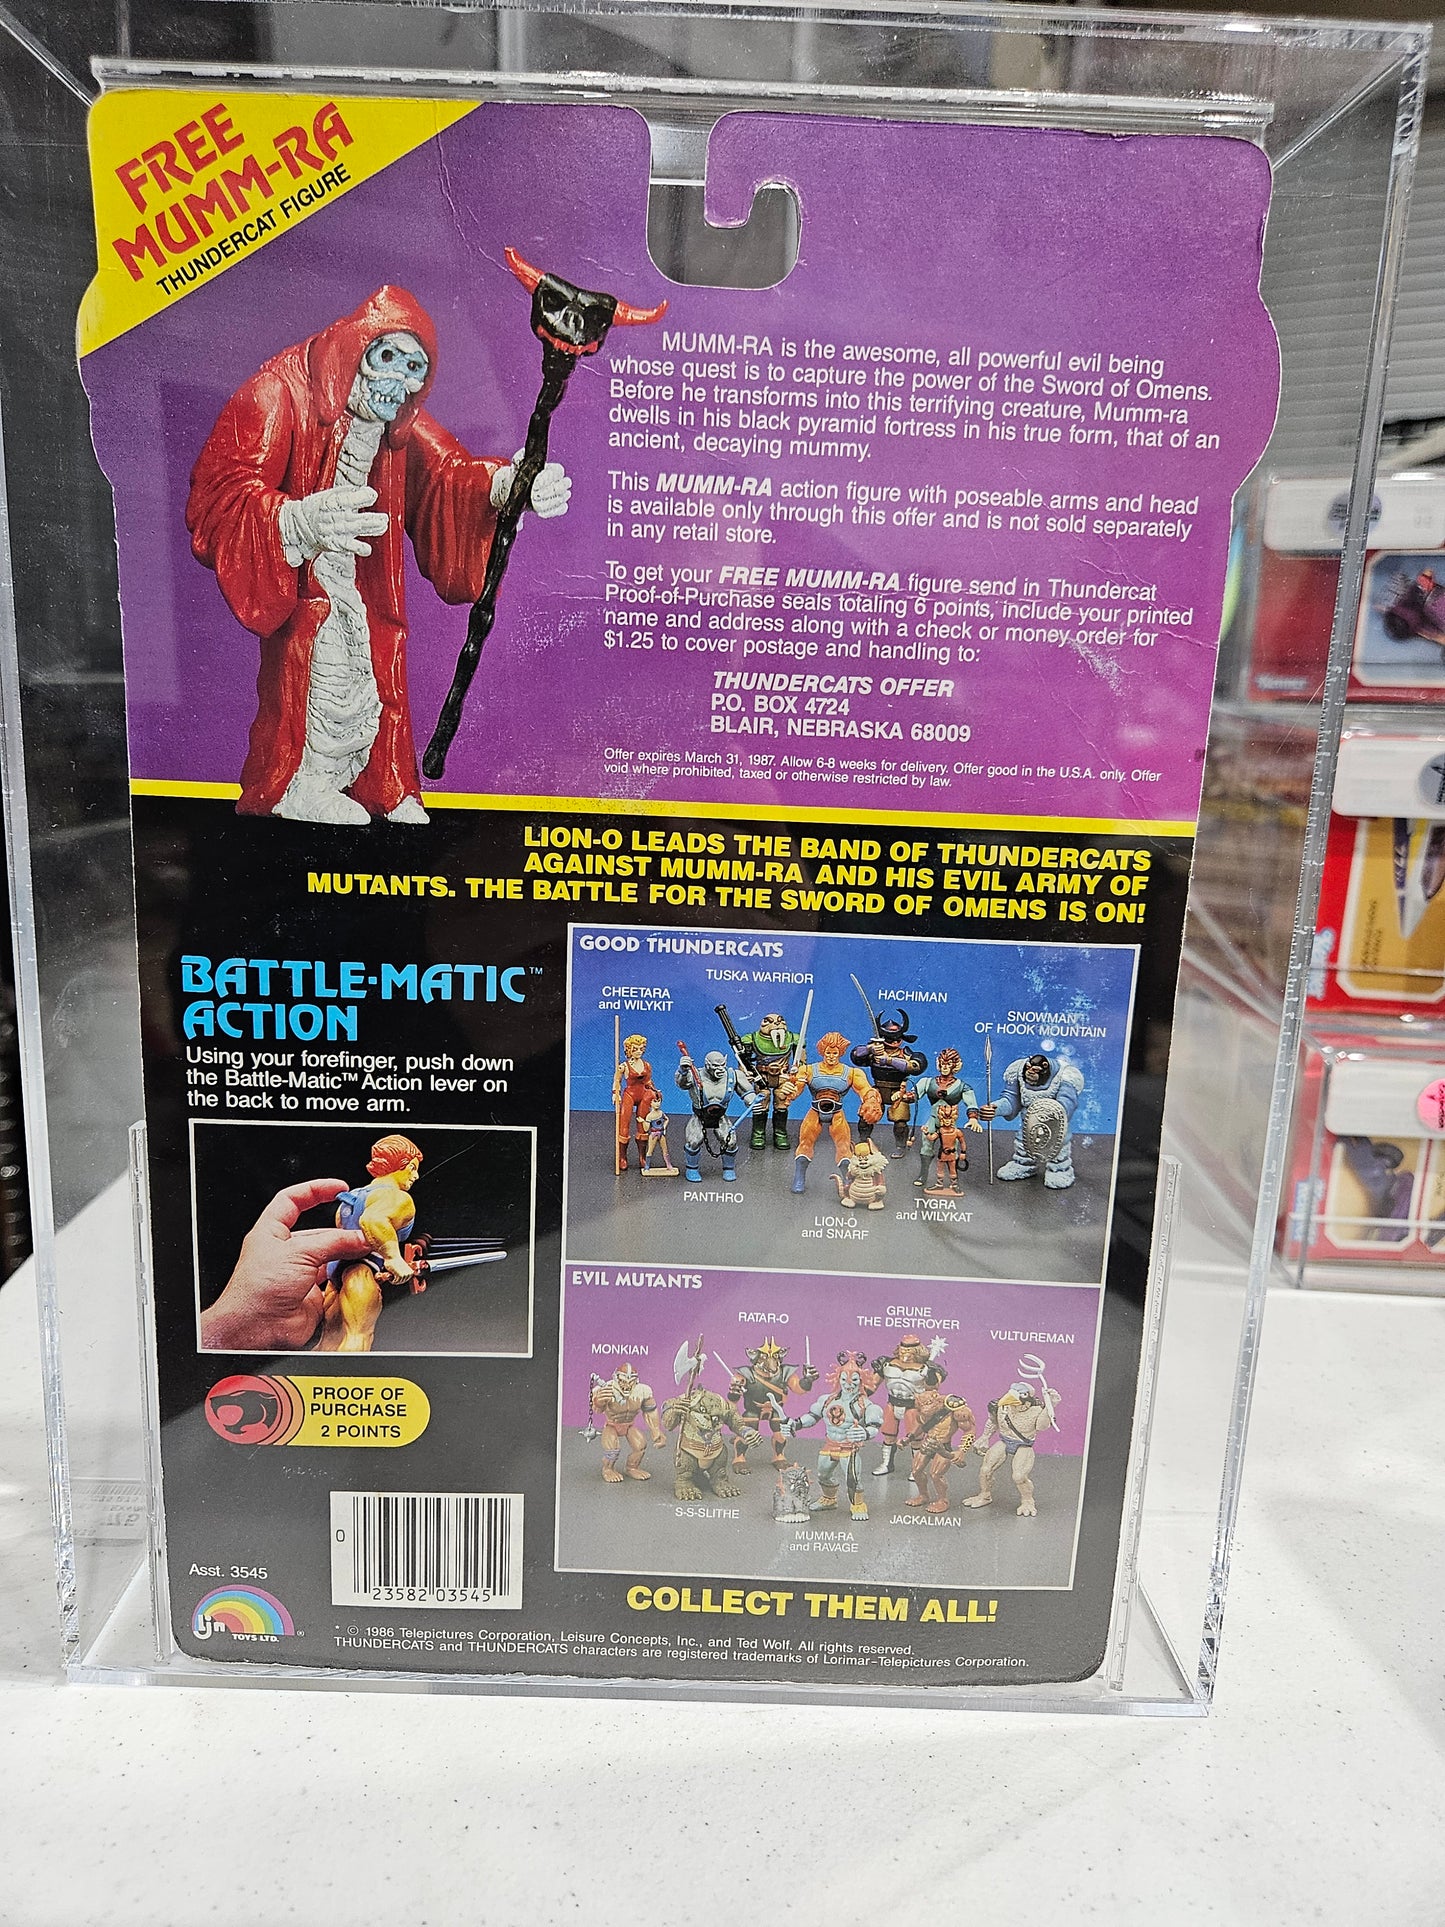 FREE
MUMM-RA
THUNDERCAT FIGURE
MUMM-RA is the awesome, all powerful evil being
whose quest is to capture the power of the Sword of Omens.
Before he transforms into this terrifying creature, Mumm-ra
dwells in his black pyramid fortress in his true form, that of an
ancient, decaying mummy.
This MUMM-RA action figure with poseable arms and head
is available only through this offer and is not sold separately
in any retail store.
To get your FREE MUMM-RA figure send in Thundercat
Proof-of-Purchase seals totaling 6 points, include your printed
name and address along with a check or money order for
$1.25 to cover postage and handling to:
THUNDERCATS OFFER
P.O. BOX 4724
BLAIR, NEBRASKA 68009
Offer expires March 31, 1987. Allow 6-8 weeks for delivery. Offer good in the U.S.A. only. Offer
void where prohibited, taxed or otherwise restricted by law.
LION-O LEADS THE BAND OF THUNDERCATS
AGAINST MUMM-RA AND HIS EVIL ARMY OF
MUTANTS. THE BATTLE FOR THE SWORD OF OMENS IS ON!
BATTLE-MATIC™
ACTION
Using your forefinger, push down
the Battle-Matic™ Action lever on
the back to move arm.
GOOD THUNDERCATS
TUSKA WARRIOR
CHEETARA
and WILYKIT
HACHIMAN
SNOWMAN
OF HOOK MOUNTAIN
PANTHRO
LION-O
and SNARF
TYGRA
and WILYKAT
EVIL MUTANTS
RATAR-O
GRUNE
THE DESTROYER
VULTUREMAN
MONKIAN
S-S-SLITHE
MUMM-RA
and RAVAGE
JACKALMAN
PROOF OF
PURCHASE
2 POINTS
0
23582 03545
Asst. 3545
ljn
TOYS LTD. ®
COLLECT THEM ALL!
* © 1986 Telepictures Corporation, Leisure Concepts, Inc., and Ted Wolf. All rights reserved.
THUNDERCATS and THUNDERCATS characters are registered trademarks of Lorimar-Telepictures Corporation.